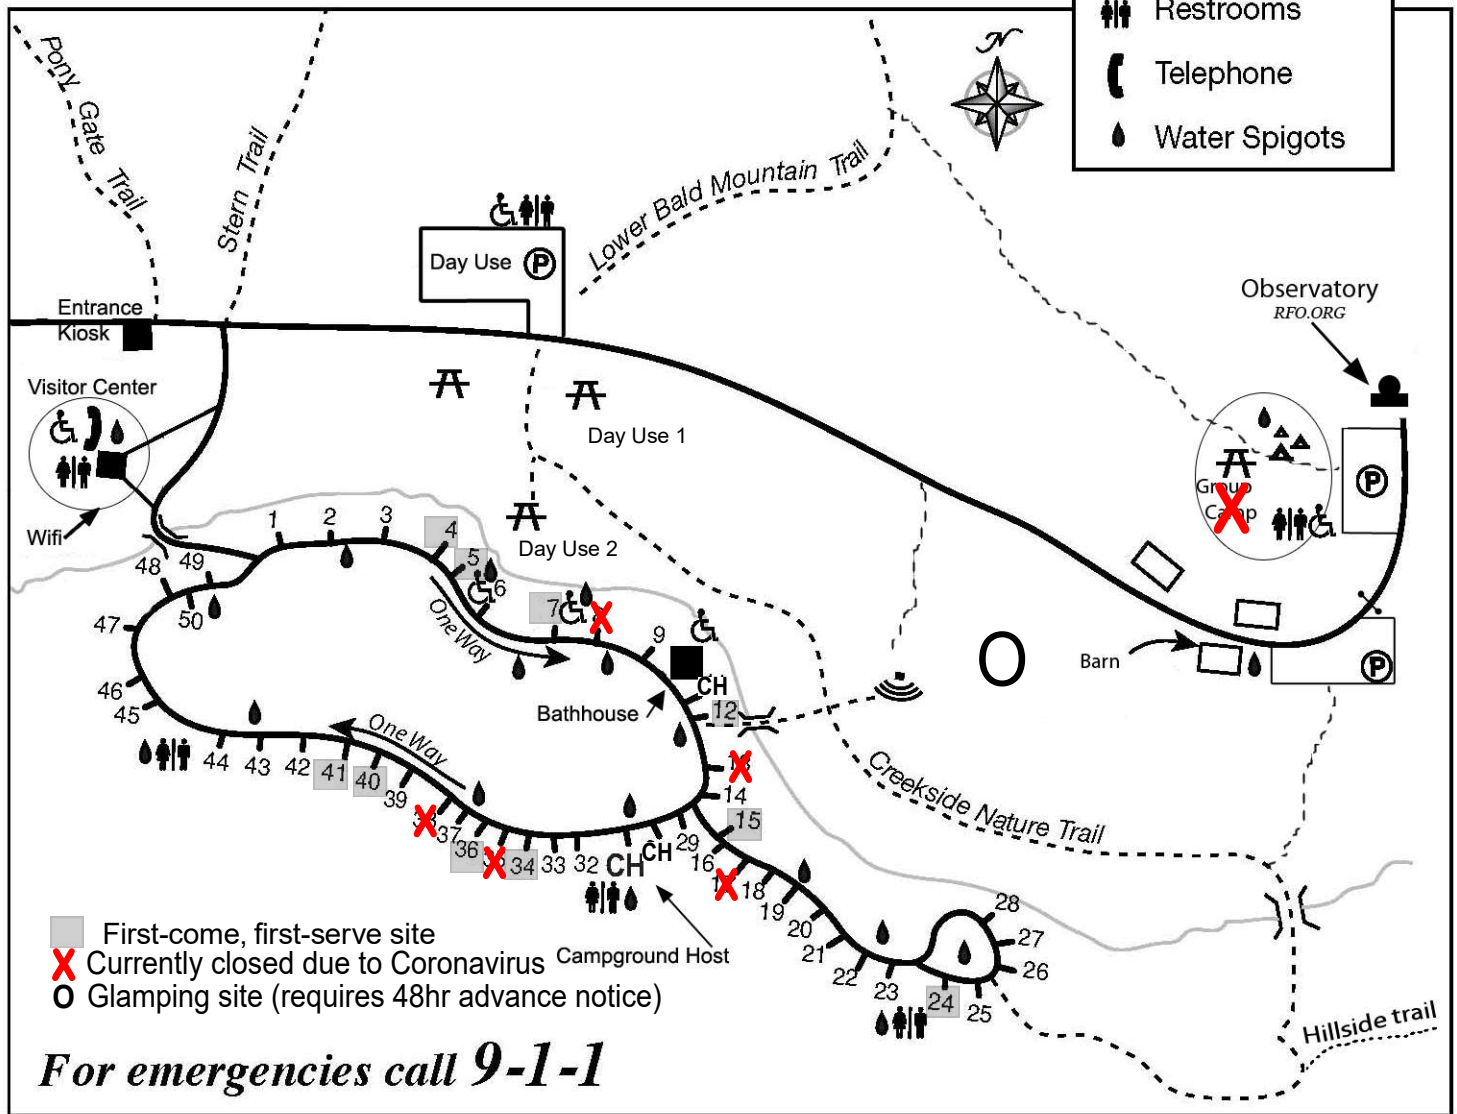 Restrooms
Telephone
Water Spigots
N
Pony Gate Trail
Stern Trail
Lower Bald Mountain Trail
Day Use P
Entrance
Kiosk
Observatory
RFO.ORG
Visitor Center
Wifi
Day Use 1
Day Use 2
Group
Camp
P
Barn
P
O
1
2
3
4
5
6
7
9
48
49
50
47
46
45
One Way
Bathhouse
CH
12
13
14
15
16
One Way
44
43
42
41
40
39
38
37
36
34
33
32
CH
CH
29
18
19
20
21
22
23
24
25
26
27
28
Creekside Nature Trail
Campground Host
Hillside trail
First-come, first-serve site
X Currently closed due to Coronavirus
O Glamping site (requires 48hr advance notice)
For emergencies call 9-1-1